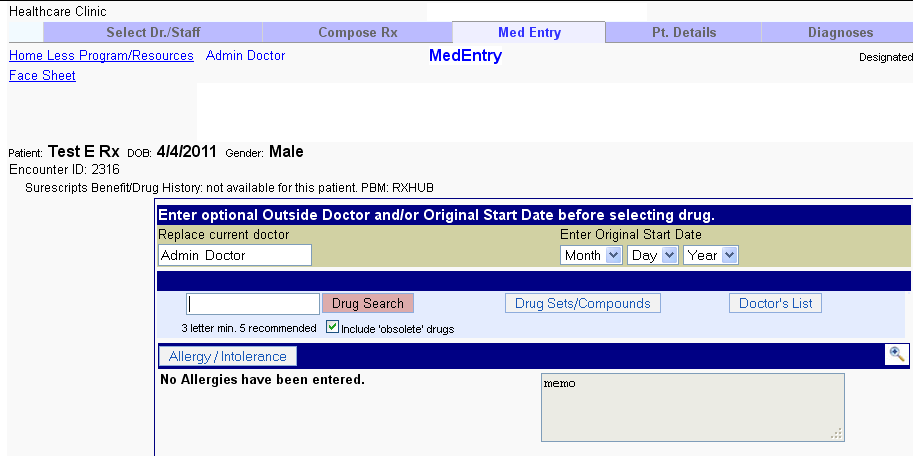 Healthcare Clinic
Select Dr./Staff Compose Rx Med Entry Pt. Details Diagnoses
Home Less Program/Resources Admin Doctor MedEntry Designated
Face Sheet
Patient: Test E Rx DOB: 4/4/2011 Gender: Male
Encounter ID: 2316
Surescripts Benefit/Drug History: not available for this patient. PBM: RXHUB
Enter optional Outside Doctor and/or Original Start Date before selecting drug.
Replace current doctor Enter Original Start Date
Admin Doctor Month Day Year
Drug Search Drug Sets/Compounds Doctor's List
3 letter min. 5 recommended Include 'obsolete' drugs
Allergy / Intolerance
No Allergies have been entered. memo